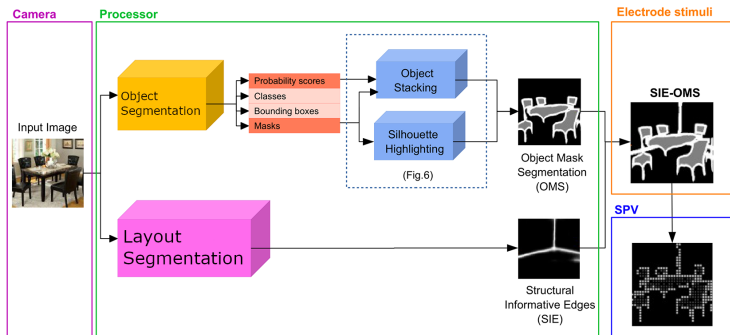 Camera
Processor
Electrode stimuli
Input Image
Object
Segmentation
Probability scores
Classes
Bounding boxes
Masks
Object
Stacking
Silhouette
Highlighting
(Fig.6)
Object Mask
Segmentation
(OMS)
SIE-OMS
Layout
Segmentation
Structural
Informative Edges
(SIE)
SPV